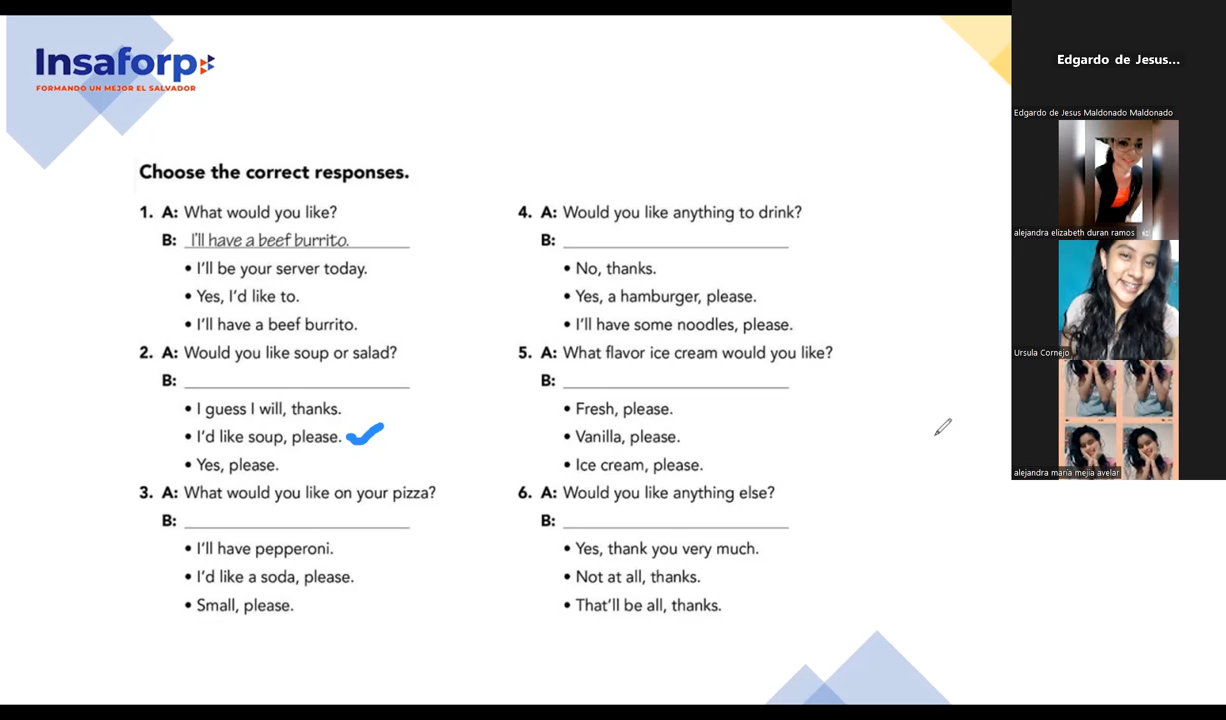 Insaforp
FORMANDO UN MEJOR EL SALVADOR
Choose the correct responses.
1. A: What would you like?
B: I'll have a beef burrito.
• I'll be your server today.
• Yes, I'd like to.
• I'll have a beef burrito.
2. A: Would you like soup or salad?
B:
• I guess I will, thanks.
• I'd like soup, please.
• Yes, please.
3. A: What would you like on your pizza?
B:
• I'll have pepperoni.
• I'd like a soda, please.
• Small, please.
4. A: Would you like anything to drink?
B:
• No, thanks.
• Yes, a hamburger, please.
• I'll have some noodles, please.
5. A: What flavor ice cream would you like?
B:
• Fresh, please.
• Vanilla, please.
• Ice cream, please.
6. A: Would you like anything else?
B:
• Yes, thank you very much.
• Not at all, thanks.
• That'll be all, thanks.
Edgardo de Jesus...
Edgardo de Jesus Maldonado Maldonado
alejandra elizabeth duran ramos
Ursula Cornejo
alejandra maria mejia avelar